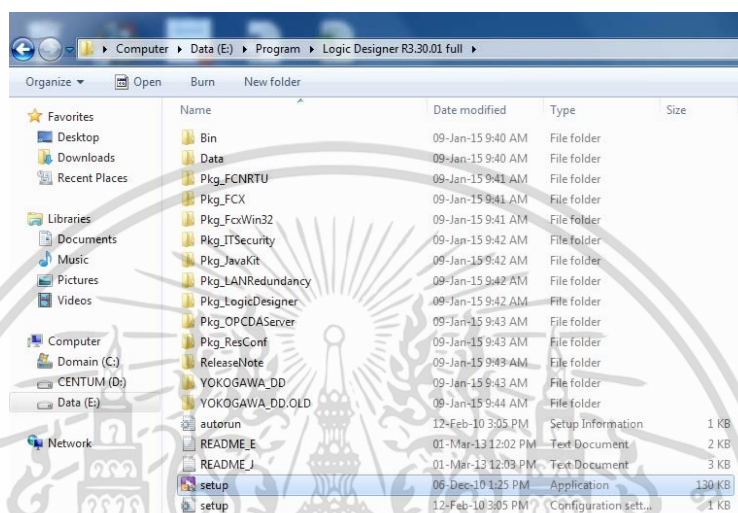 Computer ▸ Data (E:) ▸ Program ▸ Logic Designer R3.30.01 full ▸
Organize ▾ Open Burn New folder
Favorites
Desktop
Downloads
Recent Places
Libraries
Documents
Music
Pictures
Videos
Computer
Domain (C:)
CENTUM (D:)
Data (E:)
Network
Name Date modified Type Size
Bin 09-Jan-15 9:40 AM File folder
Data 09-Jan-15 9:40 AM File folder
Pkg_FCNRTU 09-Jan-15 9:41 AM File folder
Pkg_FCX 09-Jan-15 9:41 AM File folder
Pkg_FcxWin32 09-Jan-15 9:41 AM File folder
Pkg_ITSecurity 09-Jan-15 9:42 AM File folder
Pkg_JavaKit 09-Jan-15 9:42 AM File folder
Pkg_LANRedundancy 09-Jan-15 9:42 AM File folder
Pkg_LogicDesigner 09-Jan-15 9:42 AM File folder
Pkg_OPCDAServer 09-Jan-15 9:43 AM File folder
Pkg_ResConf 09-Jan-15 9:43 AM File folder
ReleaseNote 09-Jan-15 9:43 AM File folder
YOKOGAWA_DD 09-Jan-15 9:43 AM File folder
YOKOGAWA_DD.OLD 09-Jan-15 9:44 AM File folder
autorun 12-Feb-10 3:05 PM Setup Information 1 KB
README_E 01-Mar-13 12:02 PM Text Document 2 KB
README_J 01-Mar-13 12:03 PM Text Document 3 KB
setup 06-Dec-10 1:25 PM Application 130 KB
setup 12-Feb-10 3:05 PM Configuration sett... 1 KB